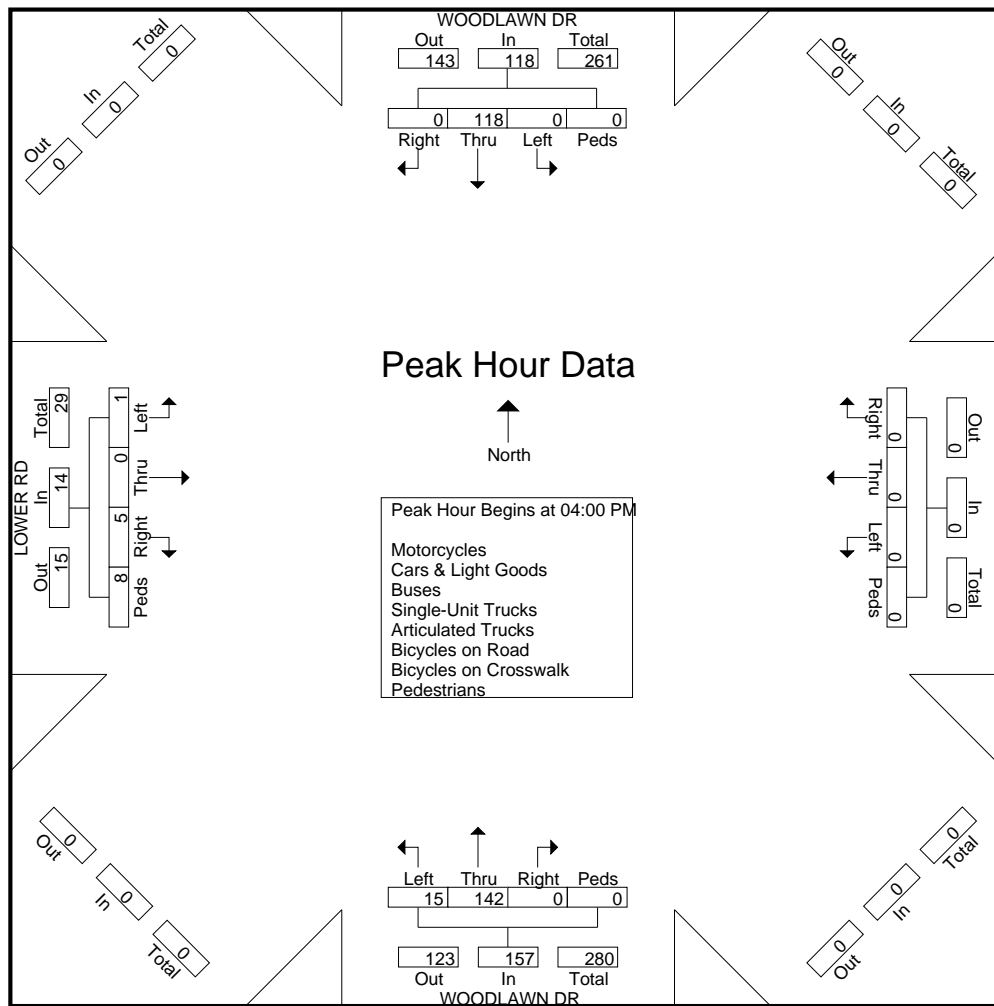 WOODLAWN DR
Out In Total
143 118 261
0 118 0 0
Right Thru Left Peds
Total
0
In
0
Out
0
Out
0
In
0
Total
0
Peak Hour Data
North
Peak Hour Begins at 04:00 PM
Motorcycles
Cars & Light Goods
Buses
Single-Unit Trucks
Articulated Trucks
Bicycles on Road
Bicycles on Crosswalk
Pedestrians
LOWER RD
Out In Total
15 14 29
8 5 0 1
Peds Right Thru Left
Out In Total
0 0 0
0 0 0 0
Right Thru Left Peds
Out
0
In
0
Total
0
Total
0
In
0
Out
0
Left Thru Right Peds
15 142 0 0
123 157 280
Out In Total
WOODLAWN DR